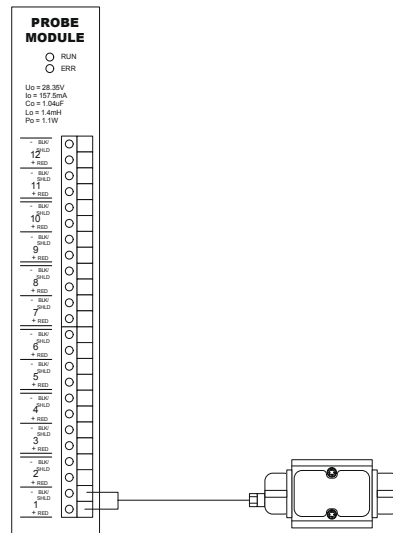 PROBE
MODULE
RUN
ERR
Uo = 28.35V
Io = 157.5mA
Co = 1.04uF
Lo = 1.4mH
Po = 1.1W
- BLK/
SHLD
12
+ RED
- BLK/
SHLD
11
+ RED
- BLK/
SHLD
10
+ RED
- BLK/
SHLD
9
+ RED
- BLK/
SHLD
8
+ RED
- BLK/
SHLD
7
+ RED
- BLK/
SHLD
6
+ RED
- BLK/
SHLD
5
+ RED
- BLK/
SHLD
4
+ RED
- BLK/
SHLD
3
+ RED
- BLK/
SHLD
2
+ RED
- BLK/
SHLD
1
+ RED